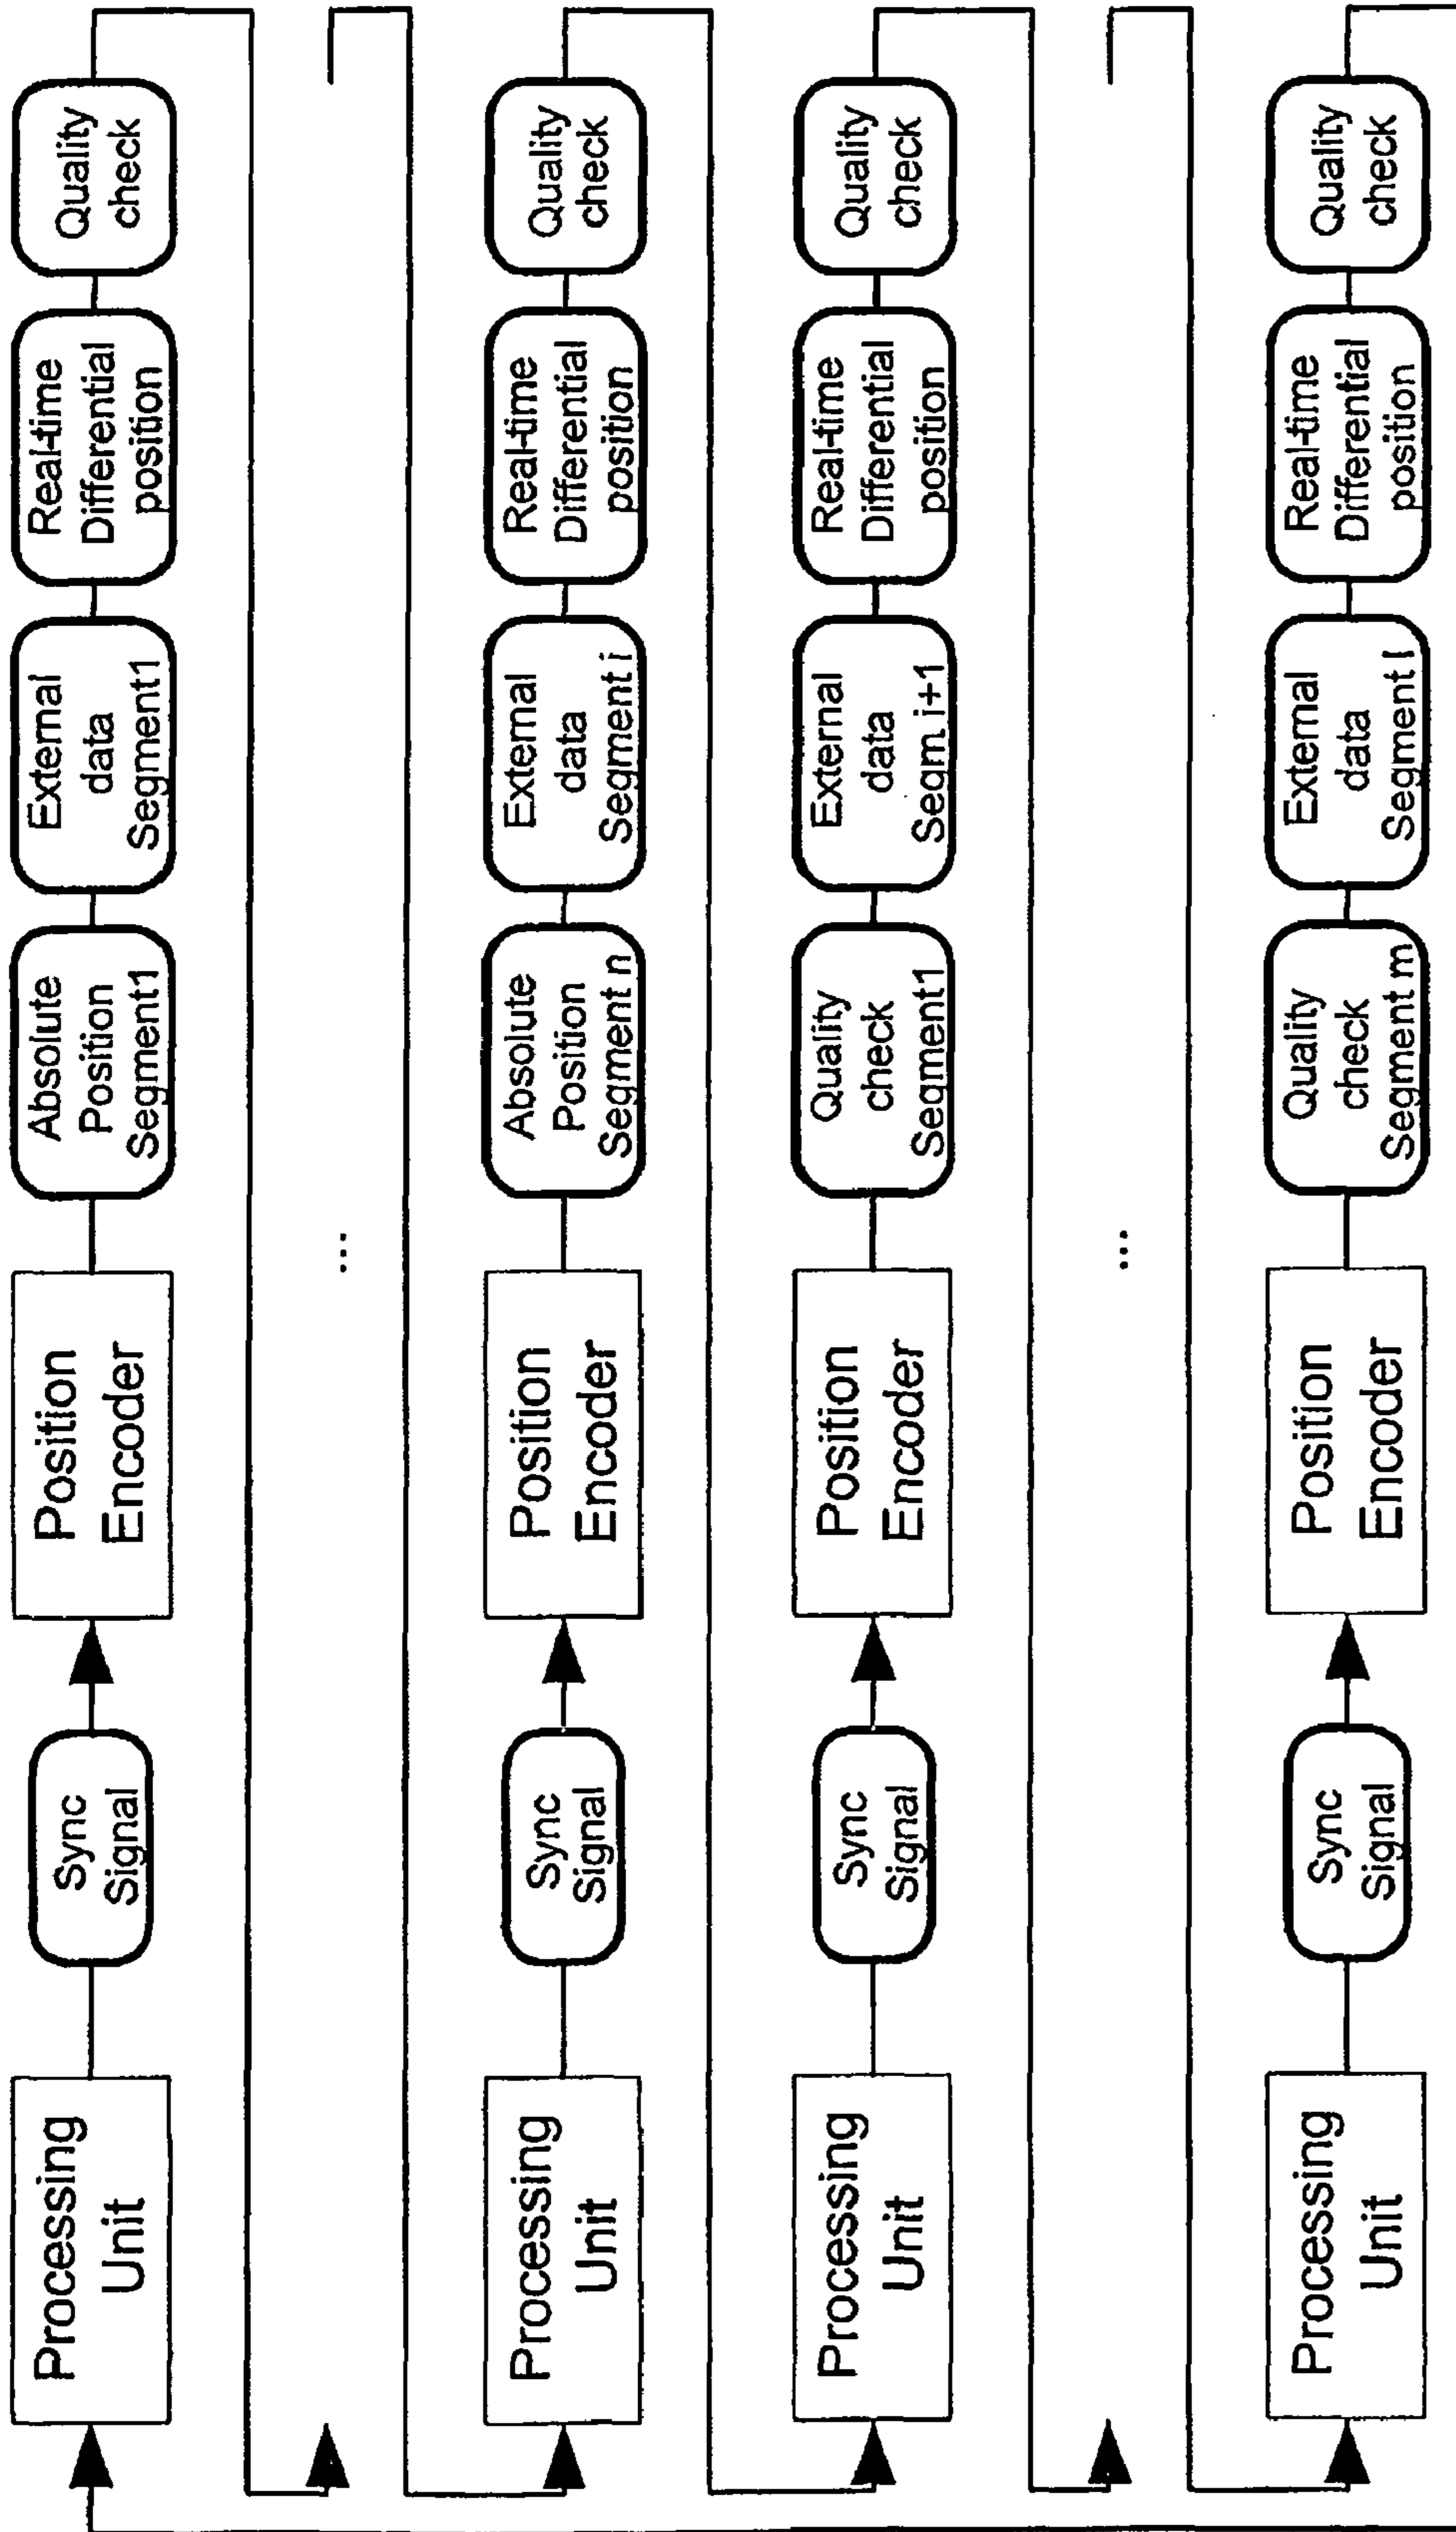 Processing
Unit
Sync
Signal
Position
Encoder
Absolute
Position
Segment1
External
data
Segment1
Real-time
Differential
position
Quality
check
...
Processing
Unit
Sync
Signal
Position
Encoder
Absolute
Position
Segment n
External
data
Segment i
Real-time
Differential
position
Quality
check
Processing
Unit
Sync
Signal
Position
Encoder
Quality
check
Segment1
External
data
Segm. i+1
Real-time
Differential
position
Quality
check
...
Processing
Unit
Sync
Signal
Position
Encoder
Quality
check
Segment m
External
data
Segment l
Real-time
Differential
position
Quality
check